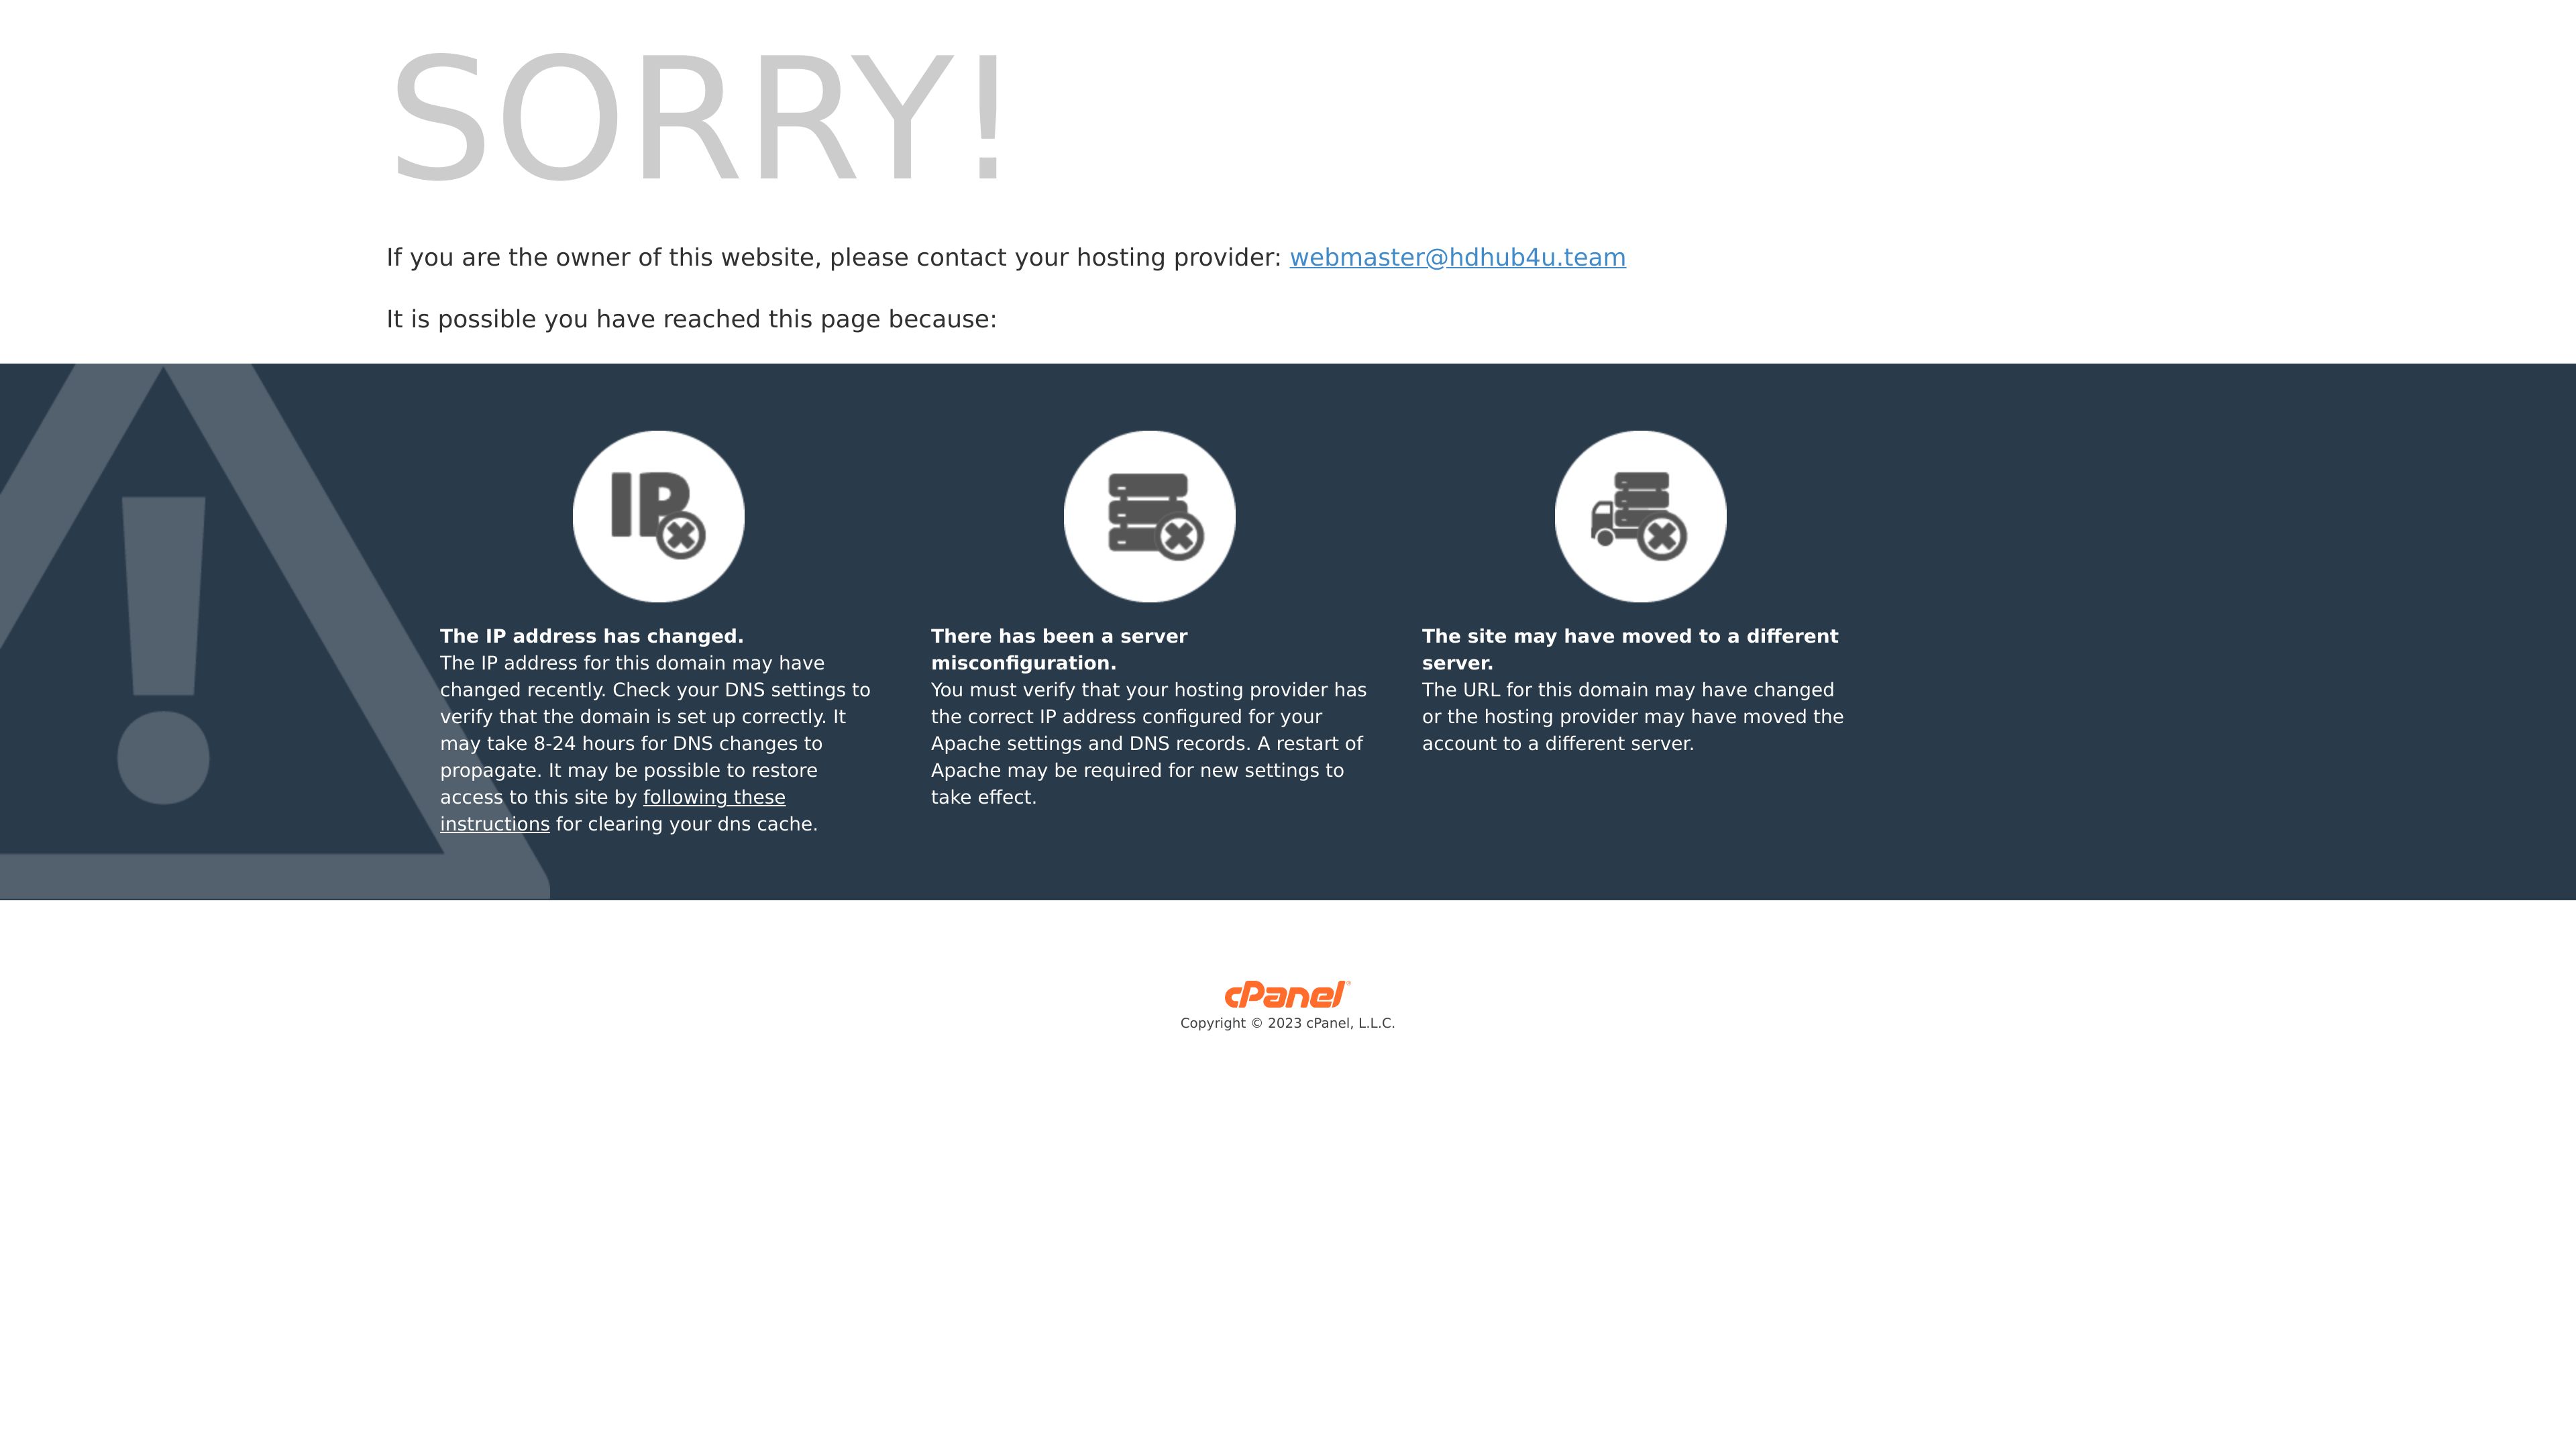 SORRY!
If you are the owner of this website, please contact your hosting provider: webmaster@hdhub4u.team
It is possible you have reached this page because:
IP
The IP address has changed.
The IP address for this domain may have
changed recently. Check your DNS settings to
verify that the domain is set up correctly. It
may take 8-24 hours for DNS changes to
propagate. It may be possible to restore
access to this site by following these
instructions for clearing your dns cache.
There has been a server
misconfiguration.
You must verify that your hosting provider has
the correct IP address configured for your
Apache settings and DNS records. A restart of
Apache may be required for new settings to
take effect.
The site may have moved to a different
server.
The URL for this domain may have changed
or the hosting provider may have moved the
account to a different server.
cPanel®
Copyright © 2023 cPanel, L.L.C.